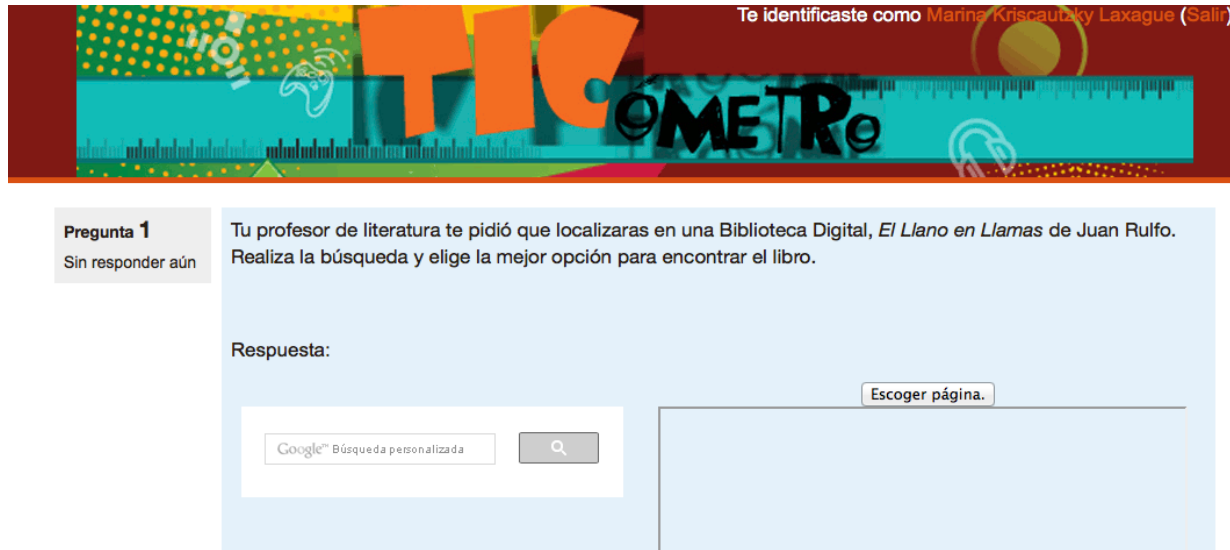 Te identificaste como Marina Kriscautzky Laxague (Salir)
TICÓMETRO
Pregunta 1
Sin responder aún
Tu profesor de literatura te pidió que localizaras en una Biblioteca Digital, El Llano en Llamas de Juan Rulfo.
Realiza la búsqueda y elige la mejor opción para encontrar el libro.
Respuesta:
Escoger página.
Google™ Búsqueda personalizada